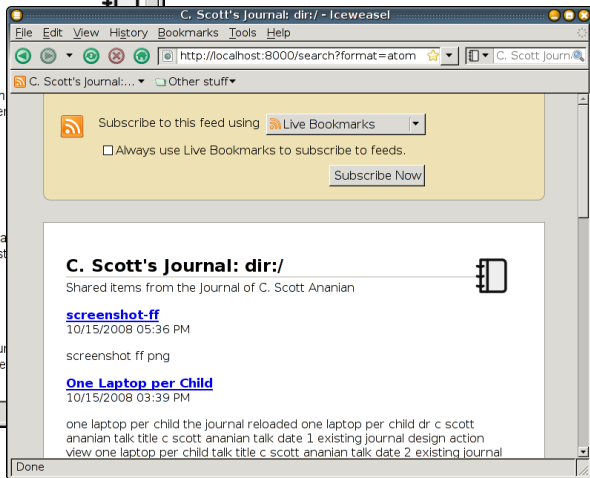 C. Scott's Journal: dir:/ - Iceweasel
File Edit View History Bookmarks Tools Help
http://localhost:8000/search?format=atom C. Scott Journ
C. Scott's Journal:... Other stuff
Subscribe to this feed using Live Bookmarks
Always use Live Bookmarks to subscribe to feeds.
Subscribe Now
C. Scott's Journal: dir:/
Shared items from the Journal of C. Scott Ananian
screenshot-ff
10/15/2008 05:36 PM
screenshot ff png
One Laptop per Child
10/15/2008 03:39 PM
one laptop per child the journal reloaded one laptop per child dr c scott
ananian talk title c scott ananian talk date 1 existing journal design action
view one laptop per child talk title c scott ananian talk date 2 existing journal
Done